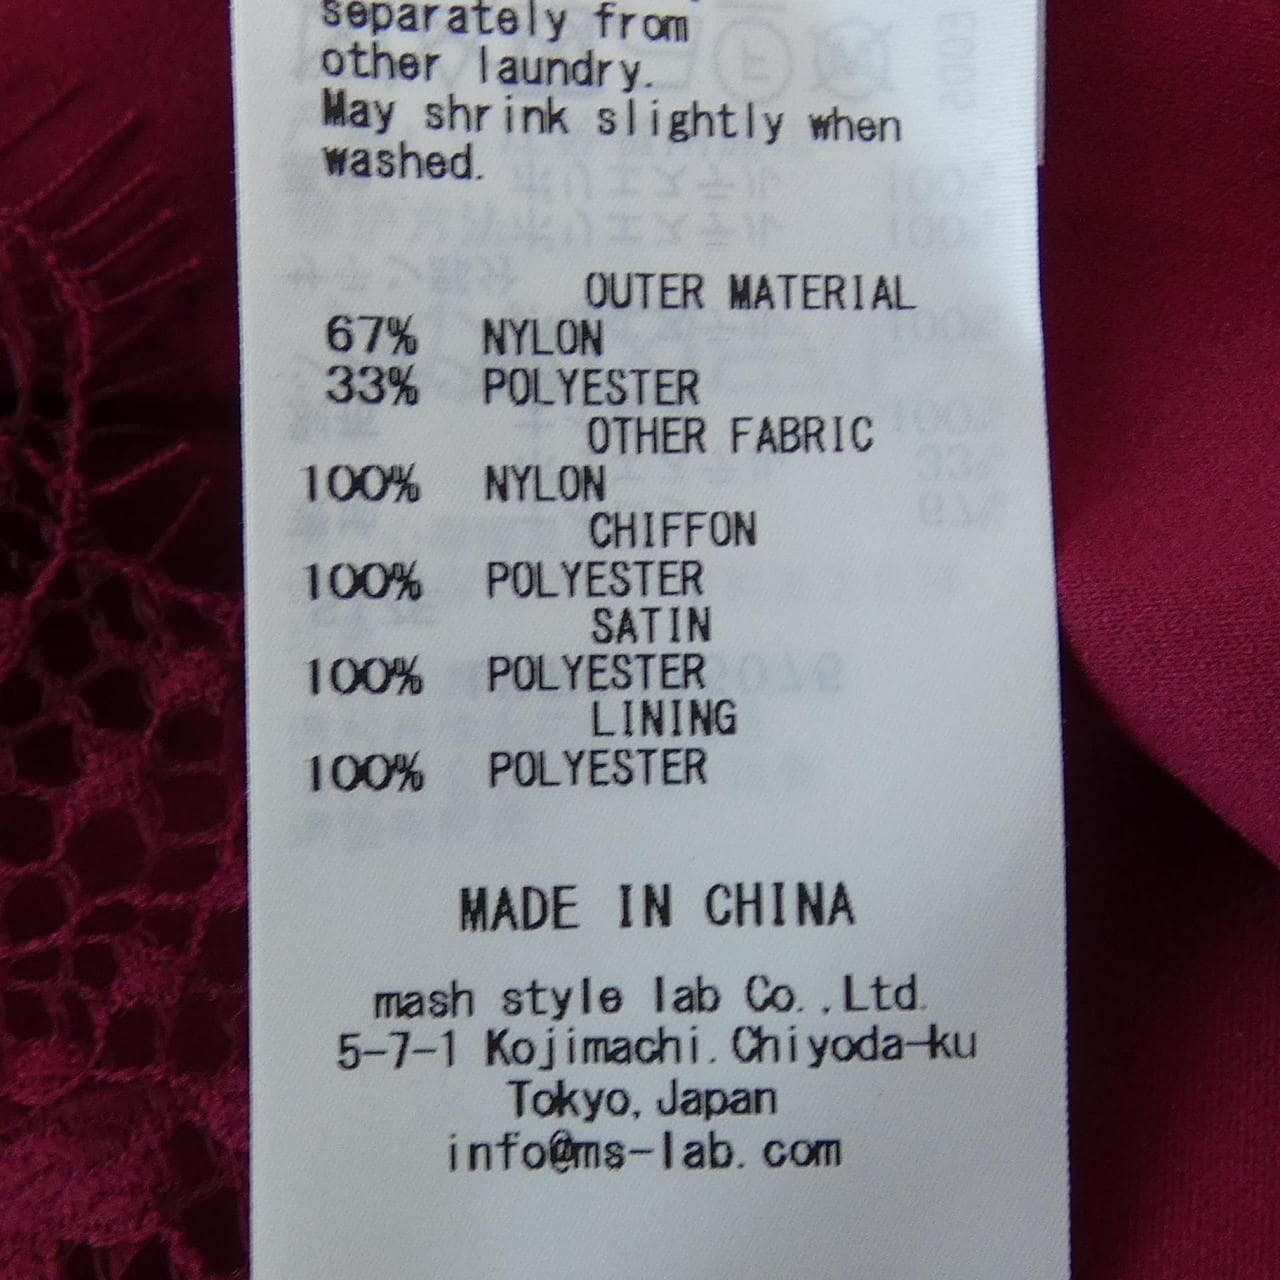 separately from
other laundry.
May shrink slightly when
washed.
OUTER MATERIAL
67% NYLON
33% POLYESTER
OTHER FABRIC
100% NYLON
CHIFFON
100% POLYESTER
SATIN
100% POLYESTER
LINING
100% POLYESTER
MADE IN CHINA
mash style lab Co.,Ltd.
5-7-1 Kojimachi.Chiyoda-ku
Tokyo,Japan
info@ms-lab.com